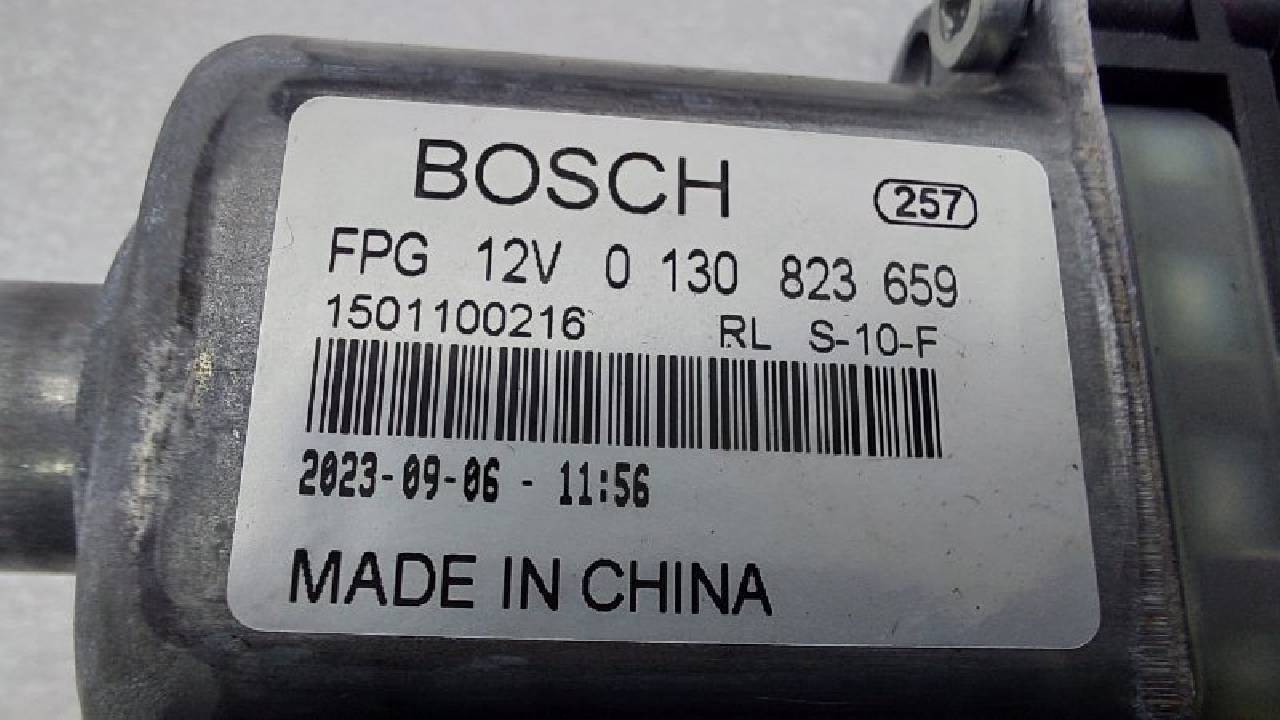 BOSCH 257
FPG 12V 0 130 823 659
1501100216 RL S-10-F
2023-09-06 - 11:56
MADE IN CHINA